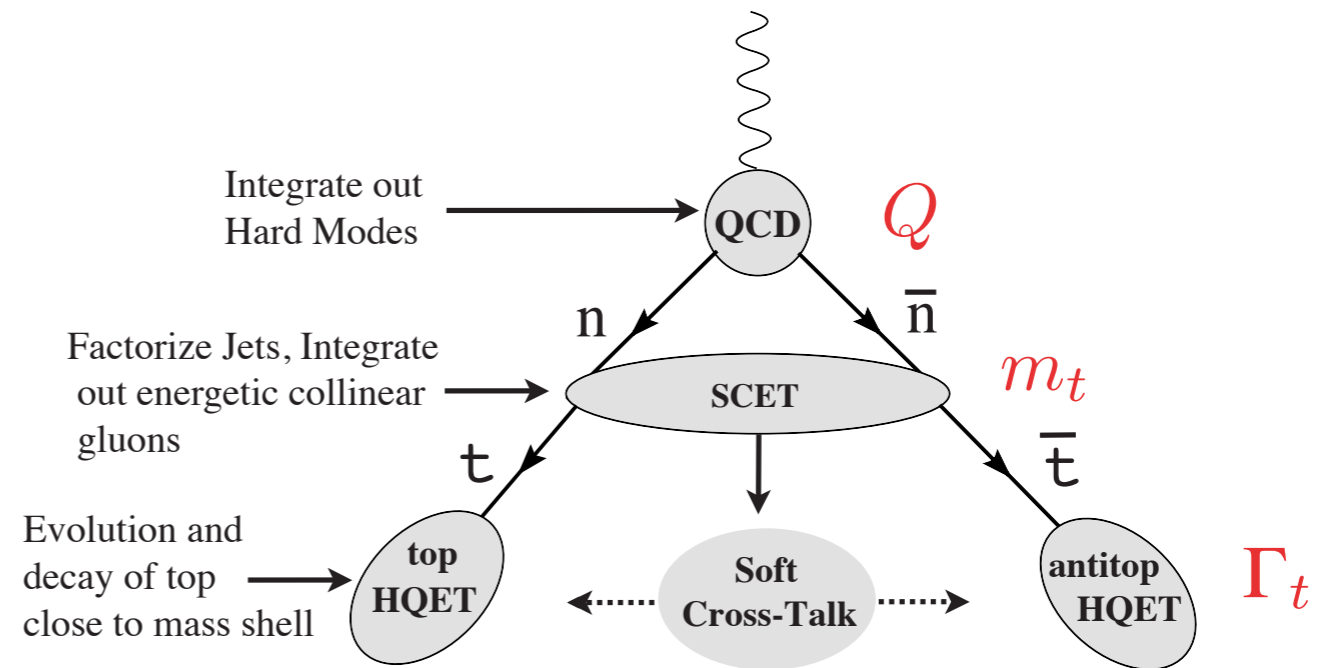 Integrate out
Hard Modes
QCD
Q
n
n̅
Factorize Jets, Integrate
out energetic collinear
gluons
SCET
m_t
t
t̅
Evolution and
decay of top
close to mass shell
top
HQET
Soft
Cross-Talk
antitop
HQET
Γ_t